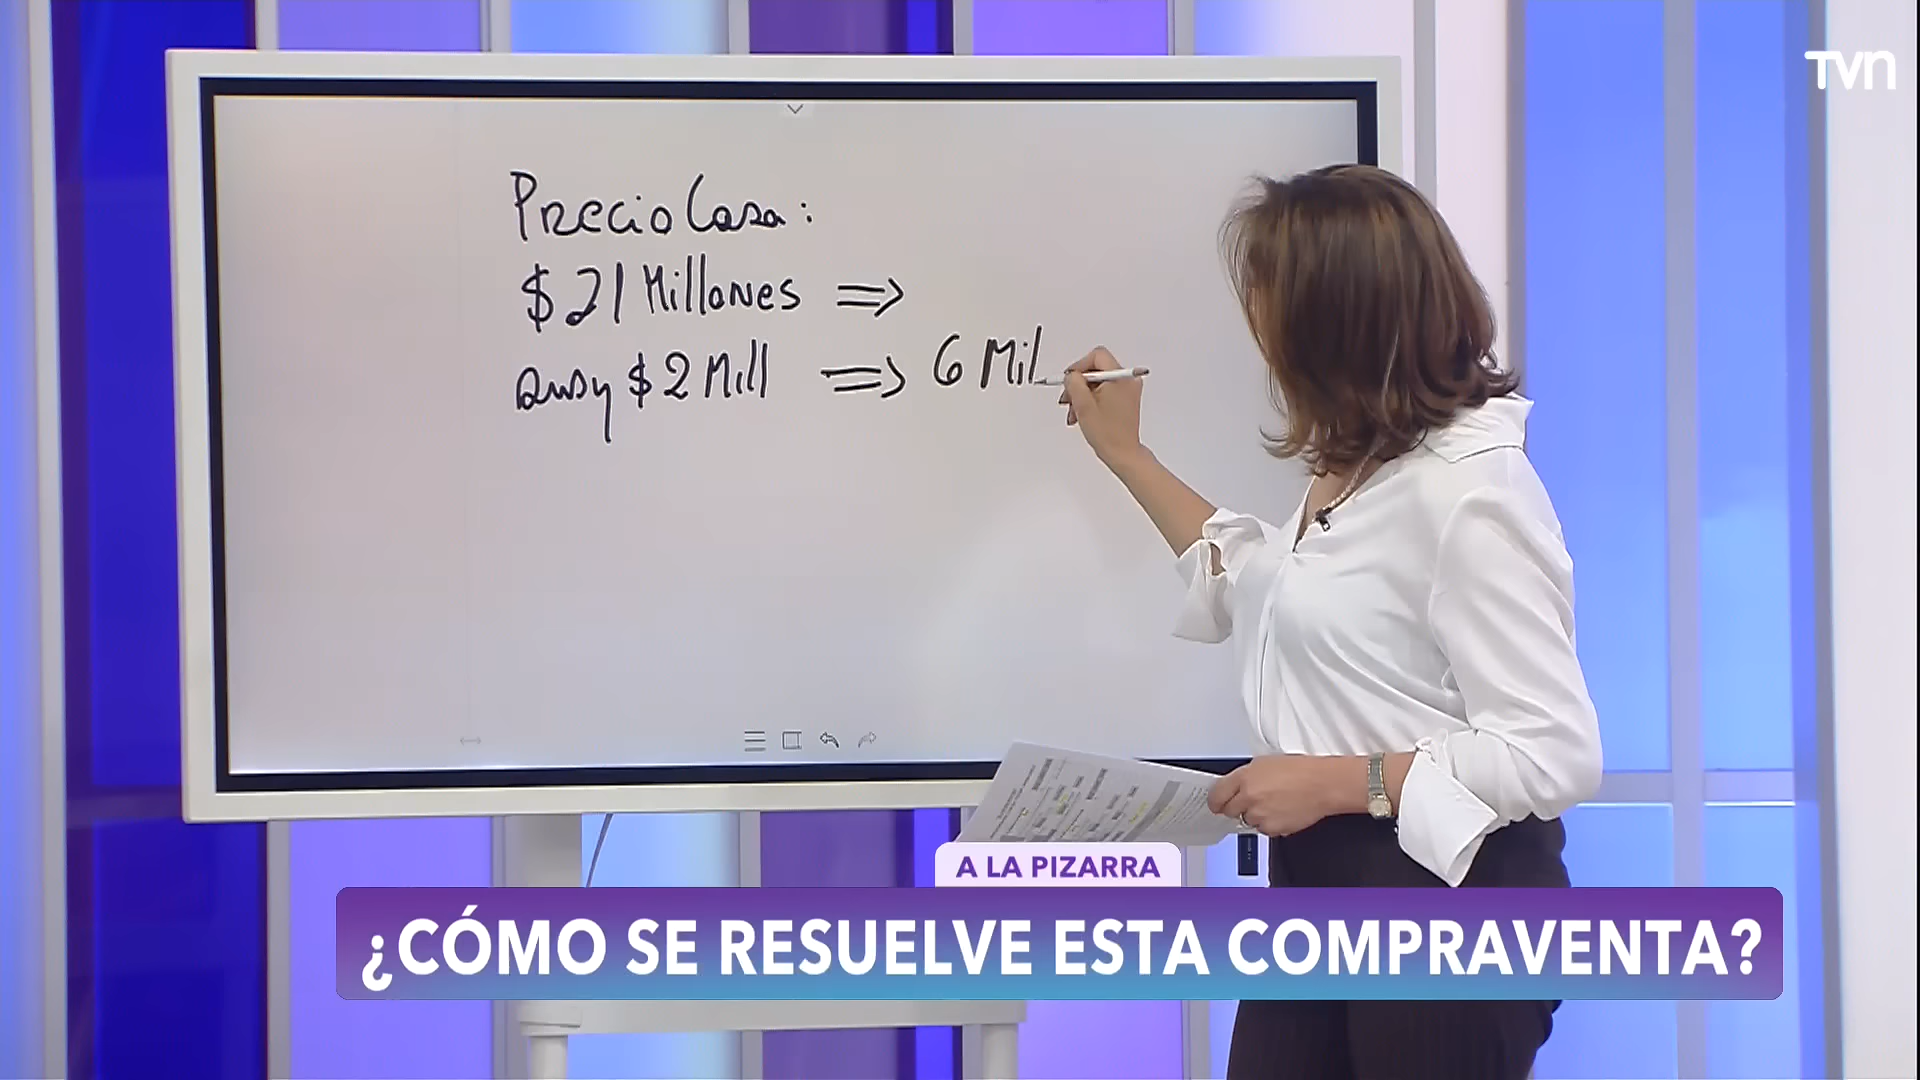 TVN
Precio Casa:
$21 Millones ⇒
$2 Mill ⇒ 6 Mil
A LA PIZARRA
¿CÓMO SE RESUELVE ESTA COMPRAVENTA?